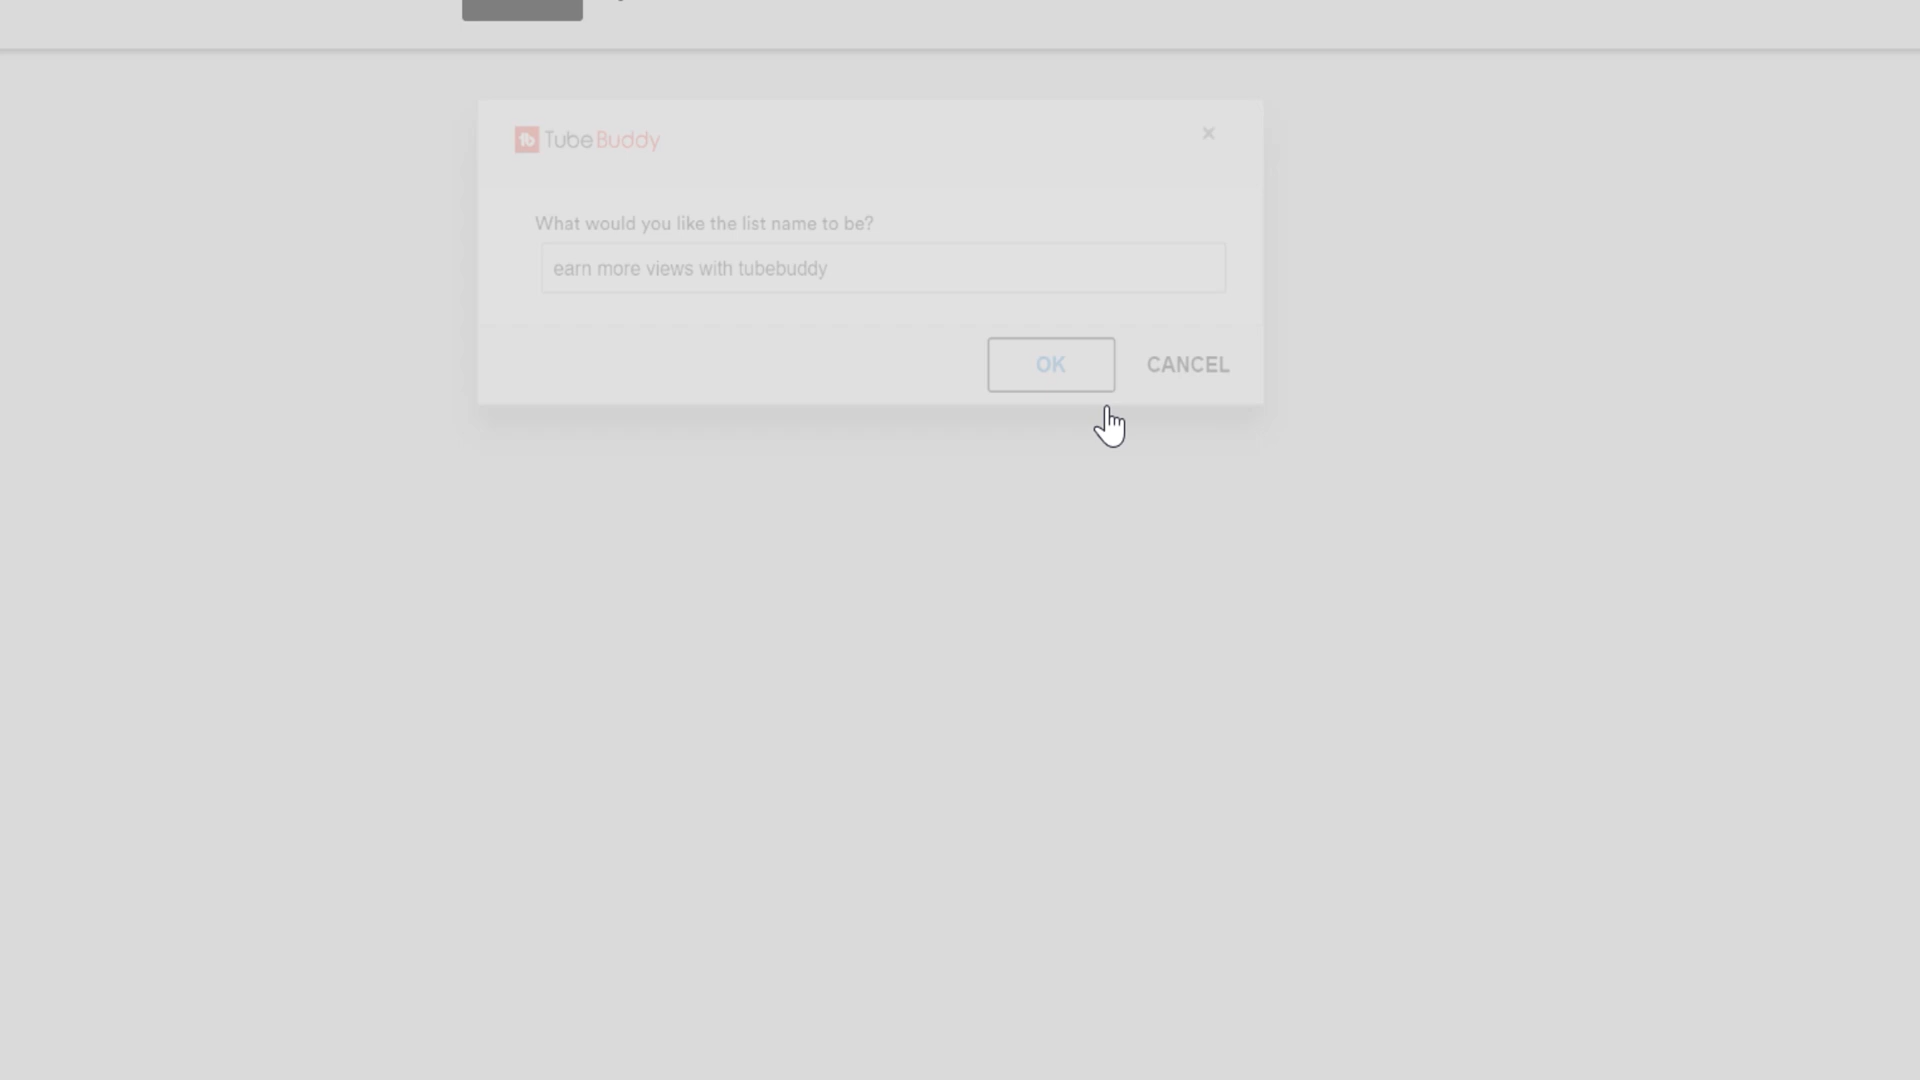 TubeBuddy
What would you like the list name to be?
earn more views with tubebuddy
OK CANCEL